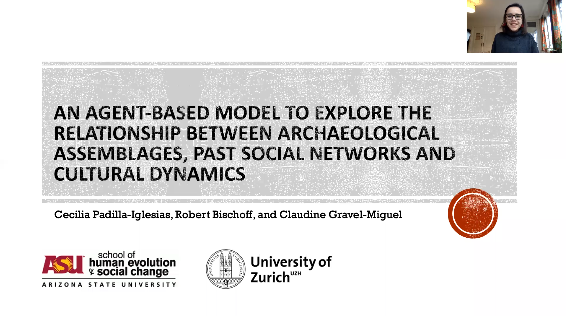 AN AGENT-BASED MODEL TO EXPLORE THE
RELATIONSHIP BETWEEN ARCHAEOLOGICAL
ASSEMBLAGES, PAST SOCIAL NETWORKS AND
CULTURAL DYNAMICS
Cecilia Padilla-Iglesias, Robert Bischoff, and Claudine Gravel-Miguel
ASU school of
human evolution
& social change
ARIZONA STATE UNIVERSITY
University of
Zurich UZH